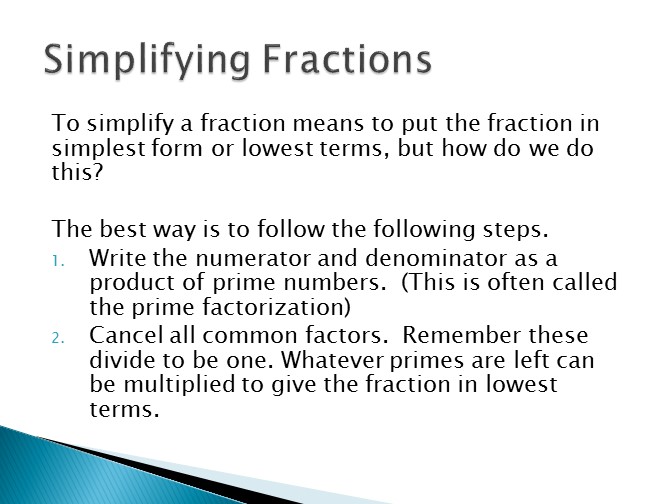 Simplifying Fractions
To simplify a fraction means to put the fraction in
simplest form or lowest terms, but how do we do
this?
The best way is to follow the following steps.
1. Write the numerator and denominator as a
product of prime numbers.  (This is often called
the prime factorization)
2. Cancel all common factors.  Remember these
divide to be one. Whatever primes are left can
be multiplied to give the fraction in lowest
terms.